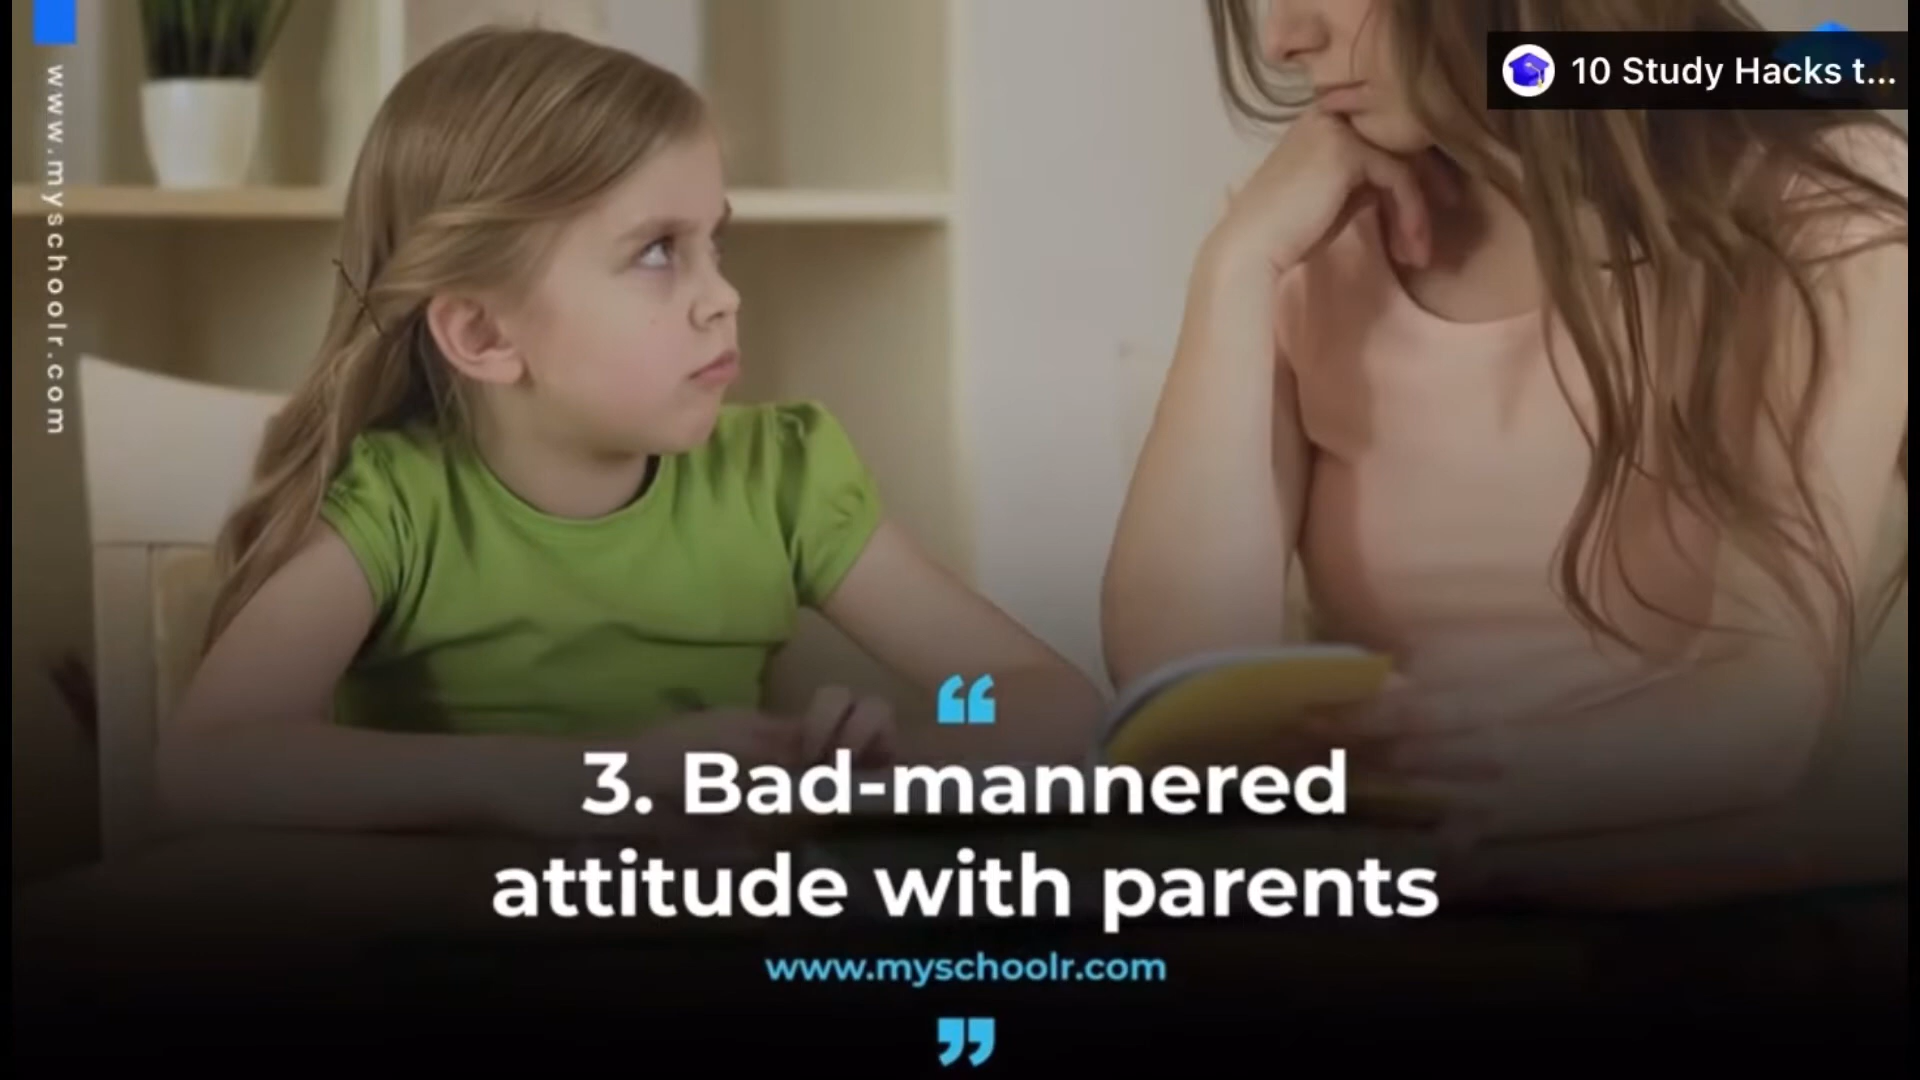 www.myschoolr.com
10 Study Hacks t...
“
3. Bad-mannered
attitude with parents
www.myschoolr.com
”